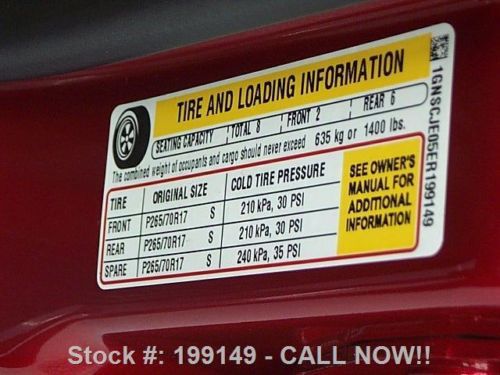 TIRE AND LOADING INFORMATION
SEATING CAPACITY TOTAL 8 FRONT 2 REAR 6
The combined weight of occupants and cargo should never exceed 635 kg or 1400 lbs.
TIRE ORIGINAL SIZE COLD TIRE PRESSURE
FRONT P265/70R17 S 210 kPa, 30 PSI
REAR P265/70R17 S 210 kPa, 30 PSI
SPARE P265/70R17 S 240 kPa, 35 PSI
SEE OWNER'S
MANUAL FOR
ADDITIONAL
INFORMATION
1GNSCJE05ER199149
Stock #: 199149 - CALL NOW!!